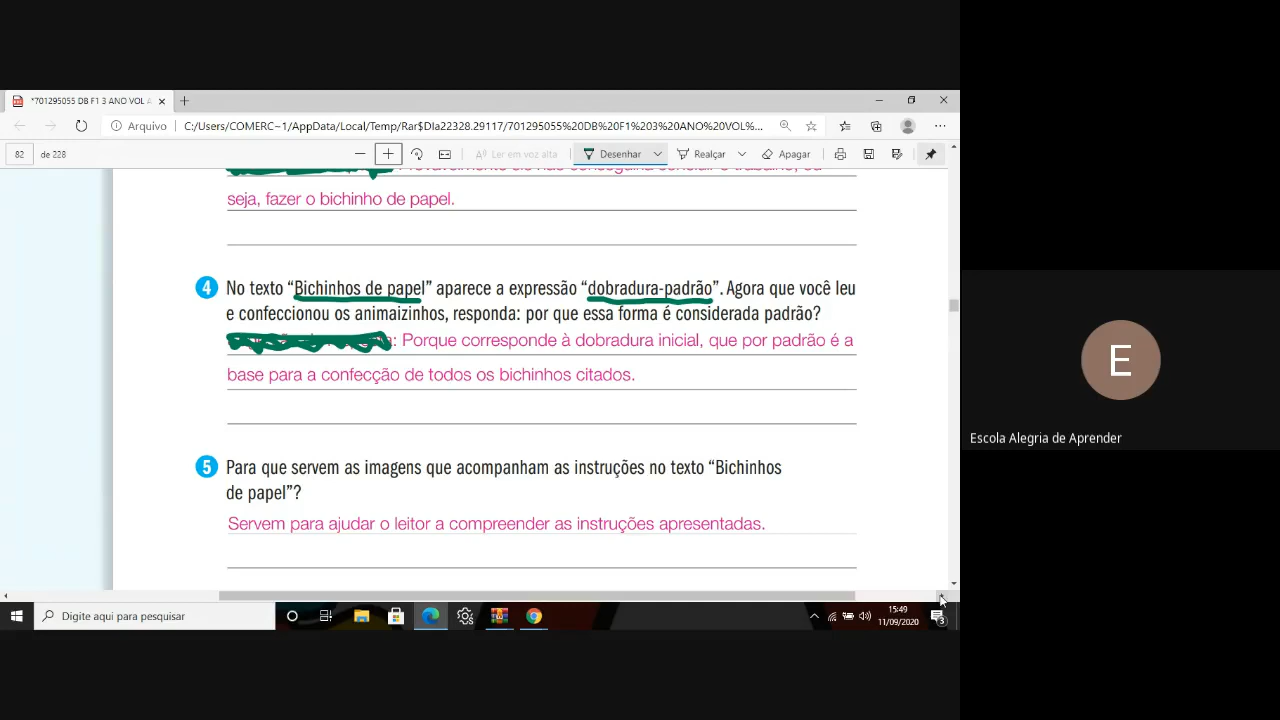 *701295055 DB F1 3 ANO VOL
Arquivo
C:/Users/COMERC~1/AppData/Local/Temp/Rar$DIa22328.29117/701295055%20DB%20F1%203%20ANO%20VOL%...
82 de 228
Ler em voz alta
Desenhar
Realçar
Apagar
seja, fazer o bichinho de papel.
4 No texto “Bichinhos de papel” aparece a expressão “dobradura-padrão”. Agora que você leu
e confeccionou os animaizinhos, responda: por que essa forma é considerada padrão?
: Porque corresponde à dobradura inicial, que por padrão é a
base para a confecção de todos os bichinhos citados.
5 Para que servem as imagens que acompanham as instruções no texto “Bichinhos
de papel”?
Servem para ajudar o leitor a compreender as instruções apresentadas.
E
Escola Alegria de Aprender
Digite aqui para pesquisar
15:49
11/09/2020
3